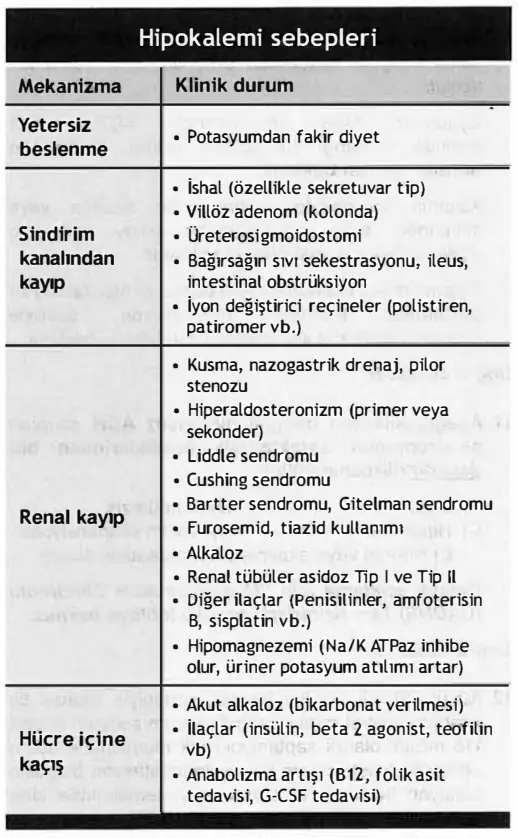 Hipokalemi sebepleri
Mekanizma Klinik durum
Yetersiz
beslenme
• Potasyumdan fakir diyet
Sindirim
kanalından
kayıp
• İshal (özellikle sekretuvar tip)
• Villöz adenom (kolonda)
• Üreterosigmodostomi
• Bağırsağın sıvı sekestrasyonu, ileus,
intestinal obstrüksiyon
• İyon değiştirici reçineler (polistiren,
patiromer vb.)
Renal kayıp
• Kusma, nazogastrik drenaj, pilor
stenozu
• Hiperaldosteronizm (primer veya
sekonder)
• Liddle sendromu
• Cushing sendromu
• Bartter sendromu, Gitelman sendromu
• Furosemid, tiazid kullanımı
• Alkaloz
• Renal tübüler asidoz Tip I ve Tip II
• Diğer ilaçlar (Penisitinler, amfoterisin
B, sisplatin vb.)
• Hipomagnezemi (Na/K ATPaz inhibe
olur, üriner potasyum atılımı artar)
Hücre içine
kaçış
• Akut alkaloz (bikarbonat verilmesi)
• İlaçlar (insülin, beta 2 agonist, teofilin
vb)
• Anabolizma artışı (B12, folik asit
tedavisi, G-CSF tedavisi)